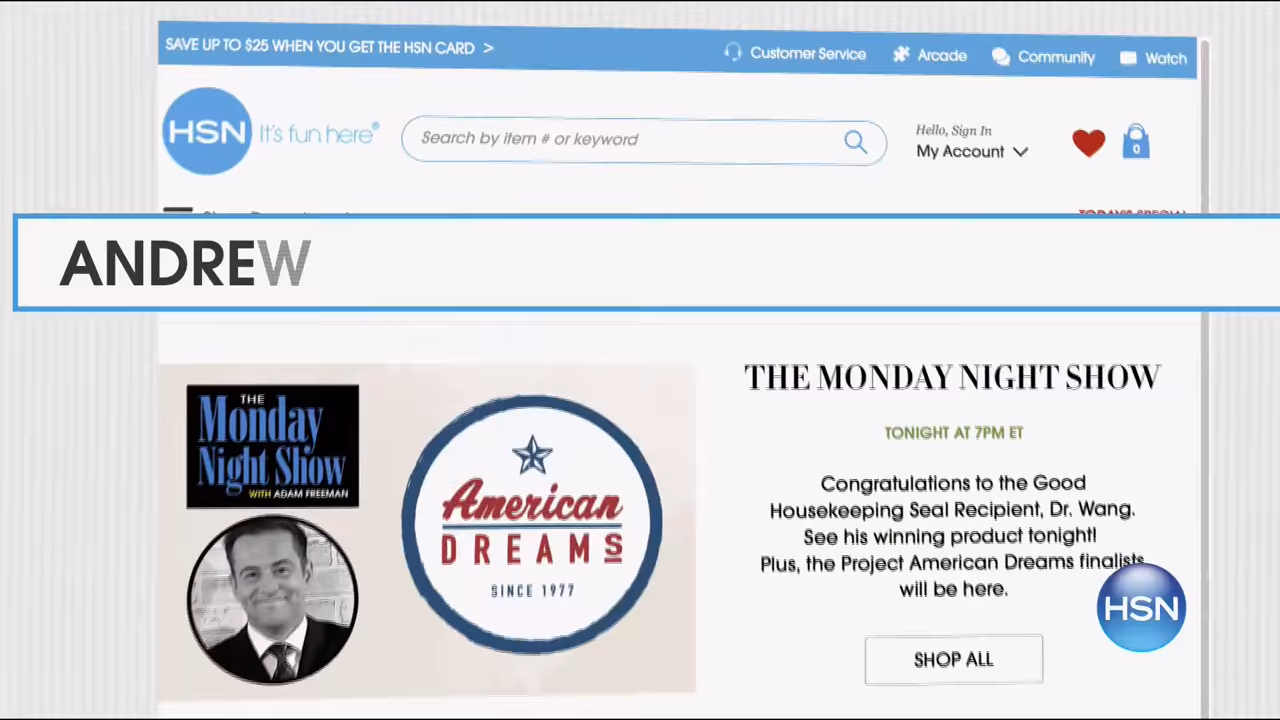 SAVE UP TO $25 WHEN YOU GET THE HSN CARD >
Customer Service
Arcade
Community
Watch
HSN It's fun here®
Search by item # or keyword
Hello, Sign In
My Account
0
ANDREW
THE MONDAY NIGHT SHOW
TONIGHT AT 7PM ET
Congratulations to the Good
Housekeeping Seal Recipient, Dr. Wang.
See his winning product tonight!
Plus, the Project American Dreams finalists
will be here.
SHOP ALL
THE
Monday
Night Show
WITH ADAM FREEMAN
American
DREAMS
SINCE 1977
HSN